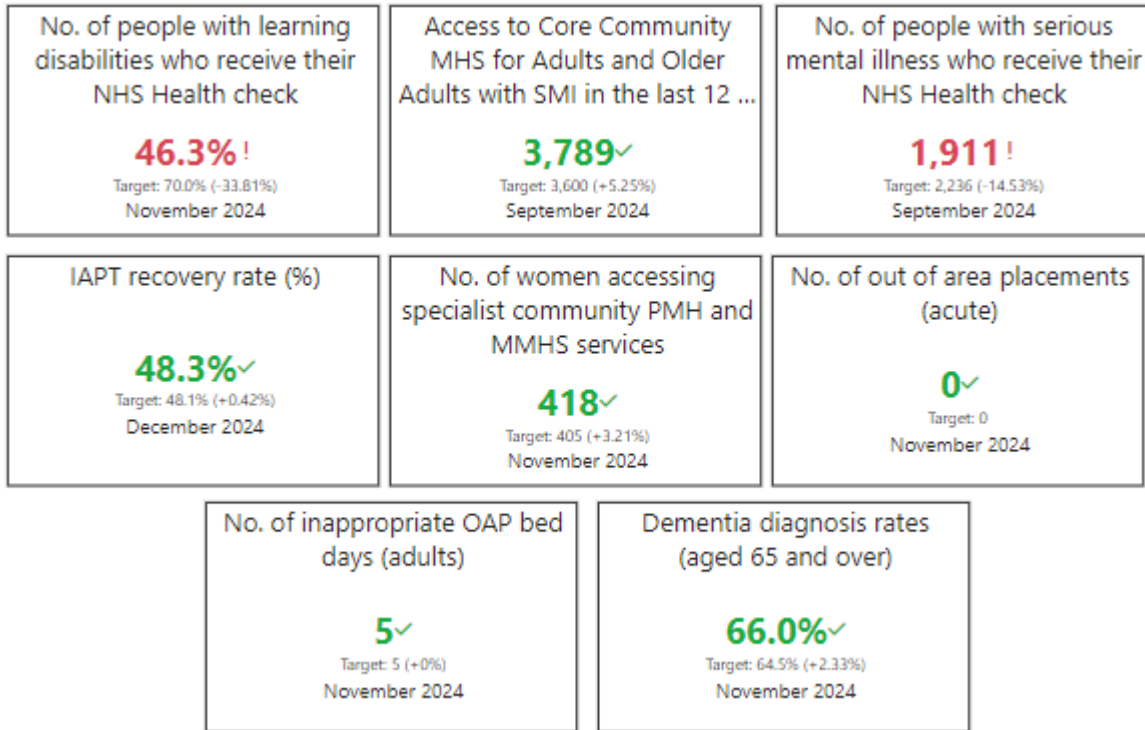 No. of people with learning
disabilities who receive their
NHS Health check
46.3%!
Target: 70.0% (-33.81%)
November 2024
Access to Core Community
MHS for Adults and Older
Adults with SMI in the last 12 ...
3,789✓
Target: 3,600 (+5.25%)
September 2024
No. of people with serious
mental illness who receive their
NHS Health check
1,911!
Target: 2,236 (-14.53%)
September 2024
IAPT recovery rate (%)
48.3%✓
Target: 48.1% (+0.42%)
December 2024
No. of women accessing
specialist community PMH and
MMHS services
418✓
Target: 405 (+3.21%)
November 2024
No. of out of area placements
(acute)
0✓
Target: 0
November 2024
No. of inappropriate OAP bed
days (adults)
5✓
Target: 5 (+0%)
November 2024
Dementia diagnosis rates
(aged 65 and over)
66.0%✓
Target: 64.5% (+2.33%)
November 2024